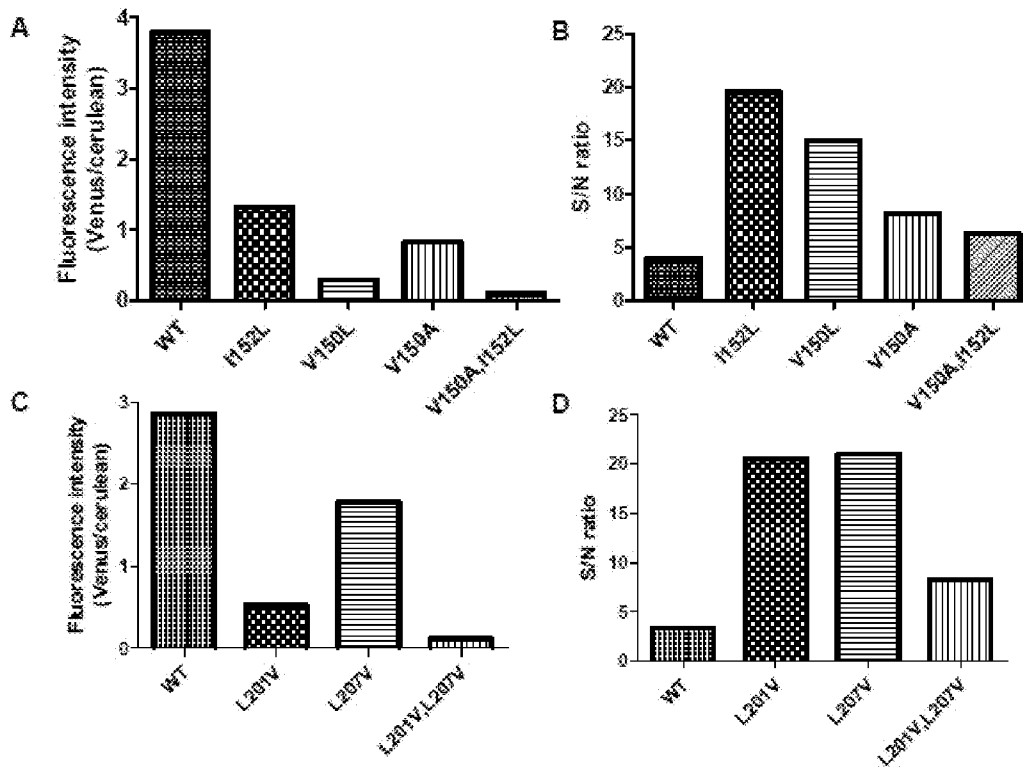 A
Fluorescence intensity
(Venus/cerulean)
4
3
2
1
0
WT
I152L
V150L
V150A
V150A,I152L
B
S/N ratio
25
20
15
10
5
0
WT
I152L
V150L
V150A
V150A,I152L
C
Fluorescence intensity
(Venus/cerulean)
3
2
1
0
WT
L201V
L207V
L201V,L207V
D
S/N ratio
25
20
15
10
5
0
WT
L201V
L207V
L201V,L207V